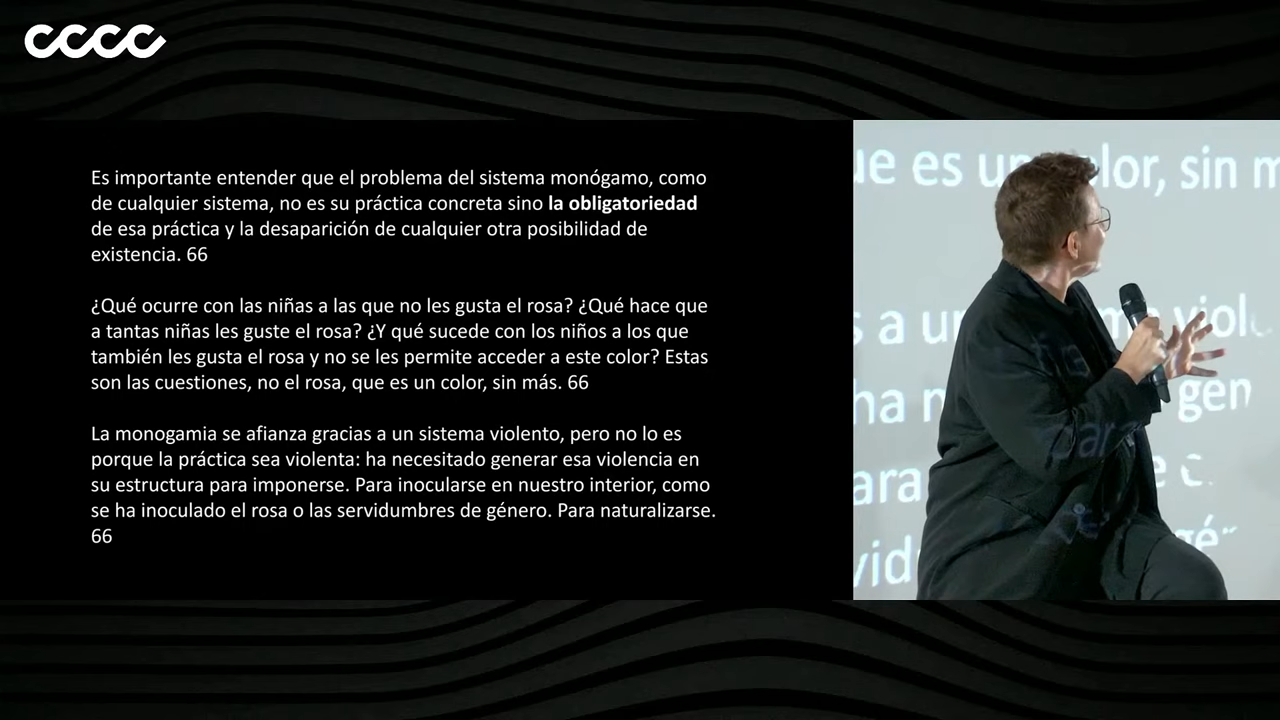 cccc
Es importante entender que el problema del sistema monógamo, como
de cualquier sistema, no es su práctica concreta sino la obligatoriedad
de esa práctica y la desaparición de cualquier otra posibilidad de
existencia. 66
¿Qué ocurre con las niñas a las que no les gusta el rosa? ¿Qué hace que
a tantas niñas les guste el rosa? ¿Y qué sucede con los niños a los que
también les gusta el rosa y no se les permite acceder a este color? Estas
son las cuestiones, no el rosa, que es un color, sin más. 66
La monogamia se afianza gracias a un sistema violento, pero no lo es
porque la práctica sea violenta: ha necesitado generar esa violencia en
su estructura para imponerse. Para inocularse en nuestro interior, como
se ha inoculado el rosa o las servidumbres de género. Para naturalizarse.
66
ue es un olor, sin m
s a u viol
ha gen
ara e
vid gé